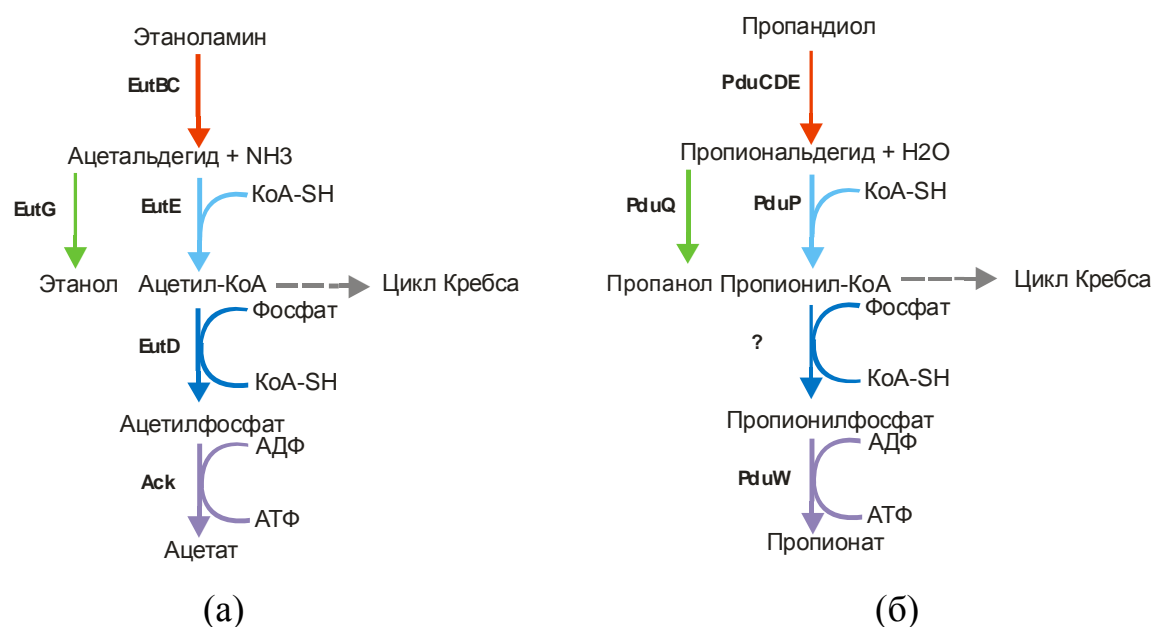 Этаноламин
EutBC
Ацетальдегид + NH3
EutG
EutE
КоА-SH
Этанол
Ацетил-КоА
Цикл Кребса
Фосфат
EutD
КоА-SH
Ацетилфосфат
АДФ
Ack
АТФ
Ацетат
(а)
Пропандиол
PduCDE
Пропиональдегид + H2O
PduQ
PduP
КоА-SH
Пропанол
Пропионил-КоА
Цикл Кребса
Фосфат
?
КоА-SH
Пропионилфосфат
АДФ
PduW
АТФ
Пропионат
(б)